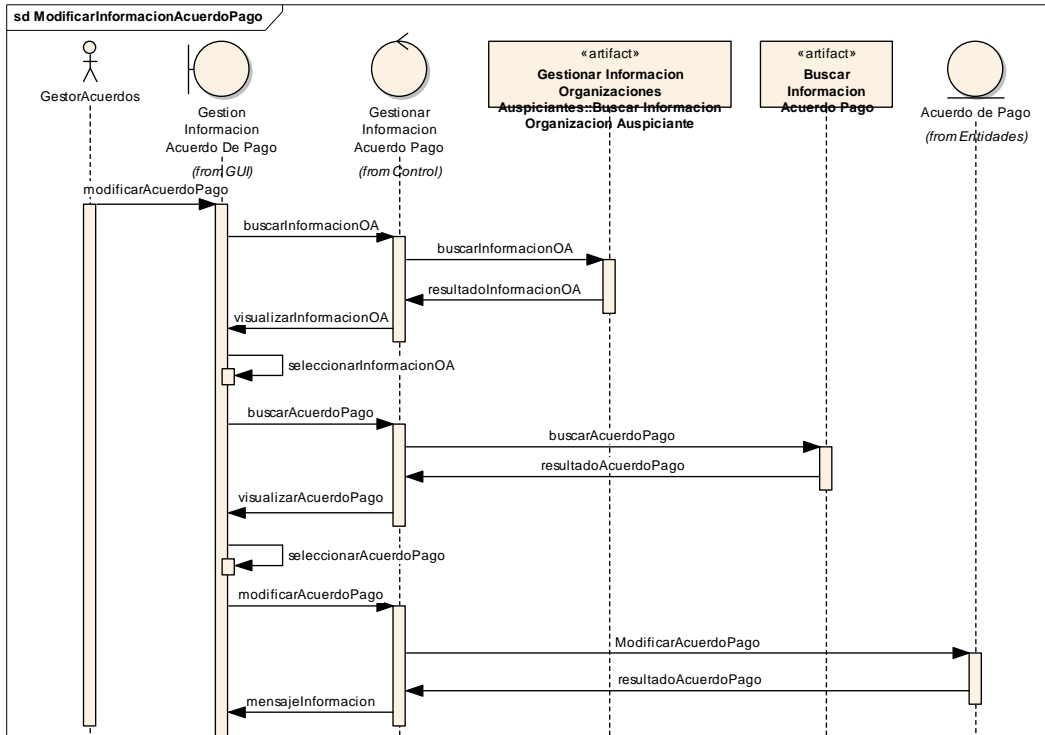 sd ModificarInformacionAcuerdoPago
GestorAcuerdos
Gestion
Informacion
Acuerdo De Pago
(from GUI)
Gestionar
Informacion
Acuerdo Pago
(from Control)
«artifact»
Gestionar Informacion
Organizaciones
Auspiciantes::Buscar Informacion
Organizacion Auspiciante
«artifact»
Buscar
Informacion
Acuerdo Pago
Acuerdo de Pago
(from Entidades)
modificarAcuerdoPago
buscarInformacionOA
buscarInformacionOA
resultadoInformacionOA
visualizarInformacionOA
seleccionarInformacionOA
buscarAcuerdoPago
buscarAcuerdoPago
resultadoAcuerdoPago
visualizarAcuerdoPago
seleccionarAcuerdoPago
modificarAcuerdoPago
ModificarAcuerdoPago
resultadoAcuerdoPago
mensajeInformacion